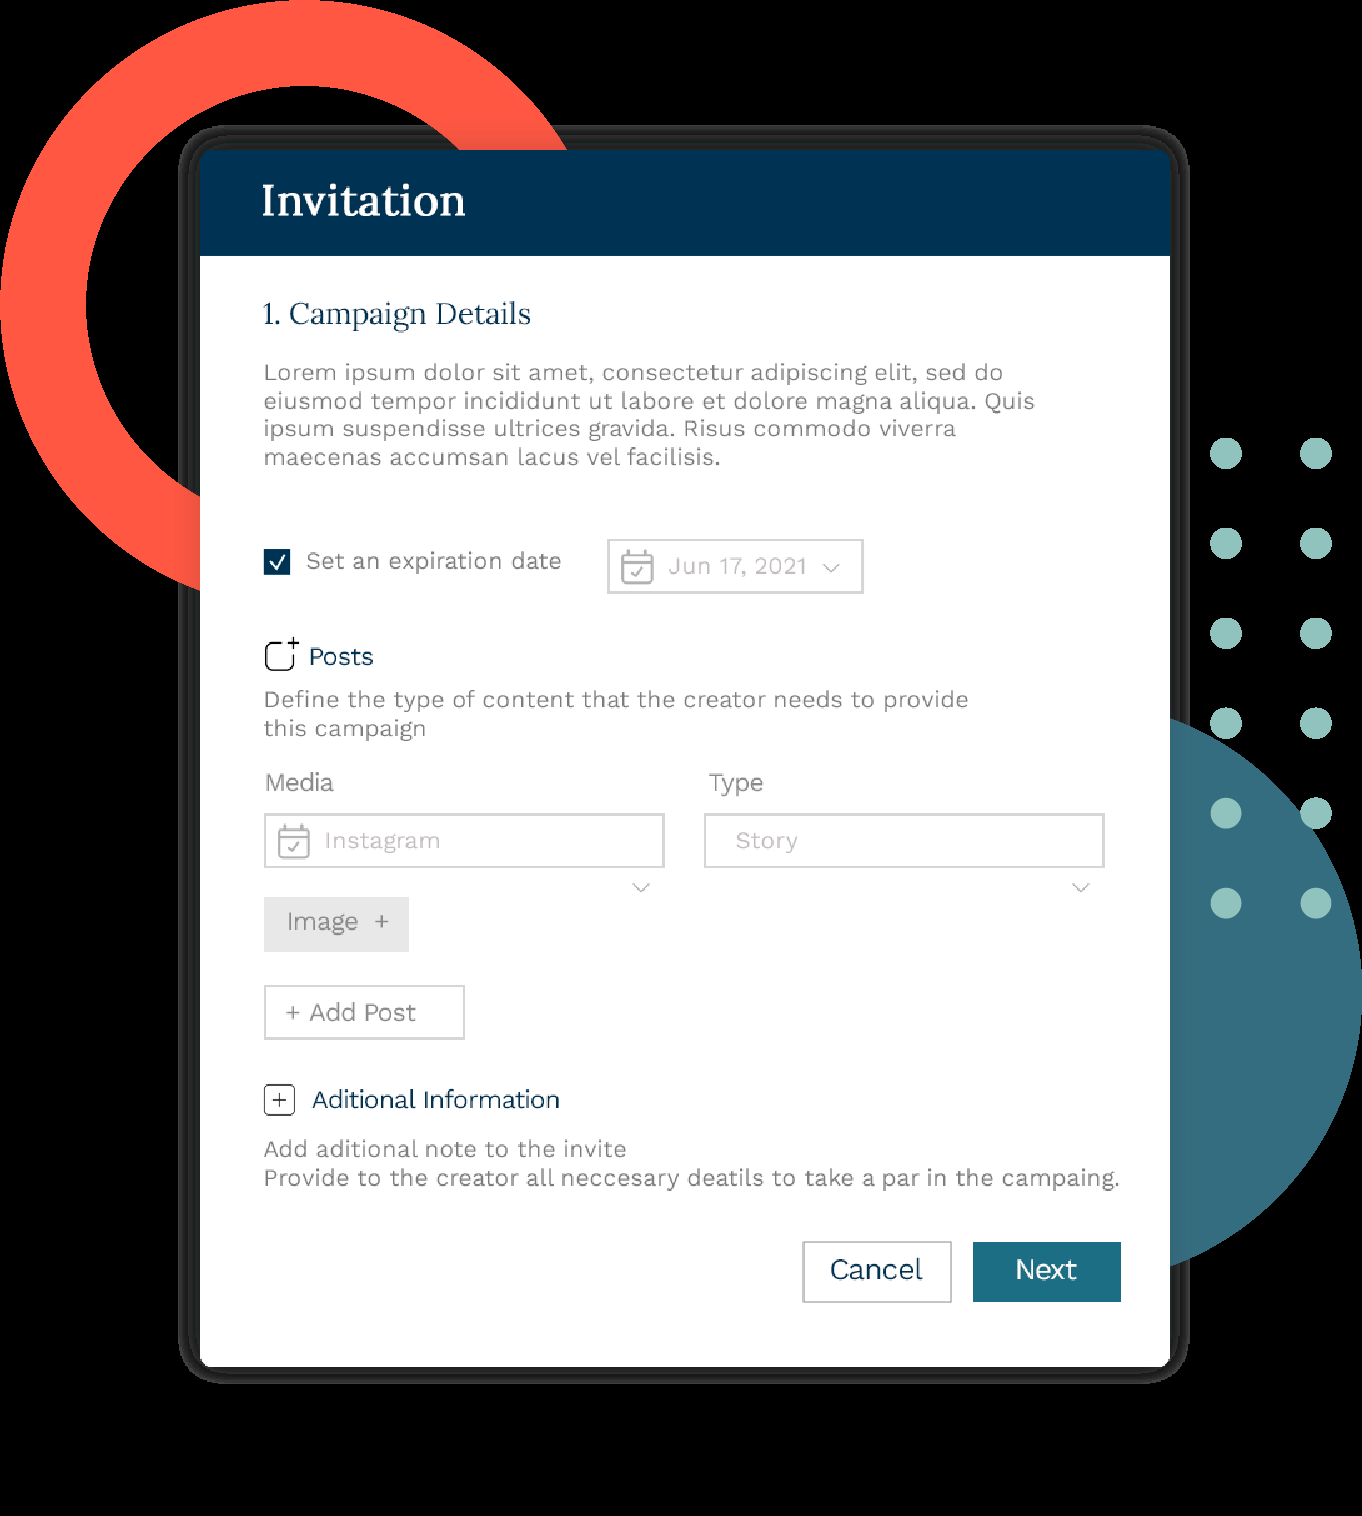 Invitation
1. Campaign Details
Lorem ipsum dolor sit amet, consectetur adipiscing elit, sed do
eiusmod tempor incididunt ut labore et dolore magna aliqua. Quis
ipsum suspendisse ultrices gravida. Risus commodo viverra
maecenas accumsan lacus vel facilisis.
Set an expiration date
Jun 17, 2021
Posts
Define the type of content that the creator needs to provide
this campaign
Media
Type
Instagram
Story
Image +
+ Add Post
Aditional Information
Add aditional note to the invite
Provide to the creator all neccesary deatils to take a par in the campaing.
Cancel
Next